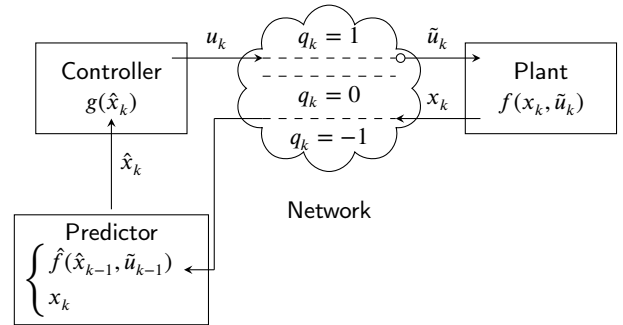 u_k
q_k = 1
ũ_k
Controller
g(x̂_k)
Plant
f(x_k, ũ_k)
q_k = 0
x_k
q_k = −1
x̂_k
Network
Predictor
f̂(x̂_{k−1}, ũ_{k−1})
x_k